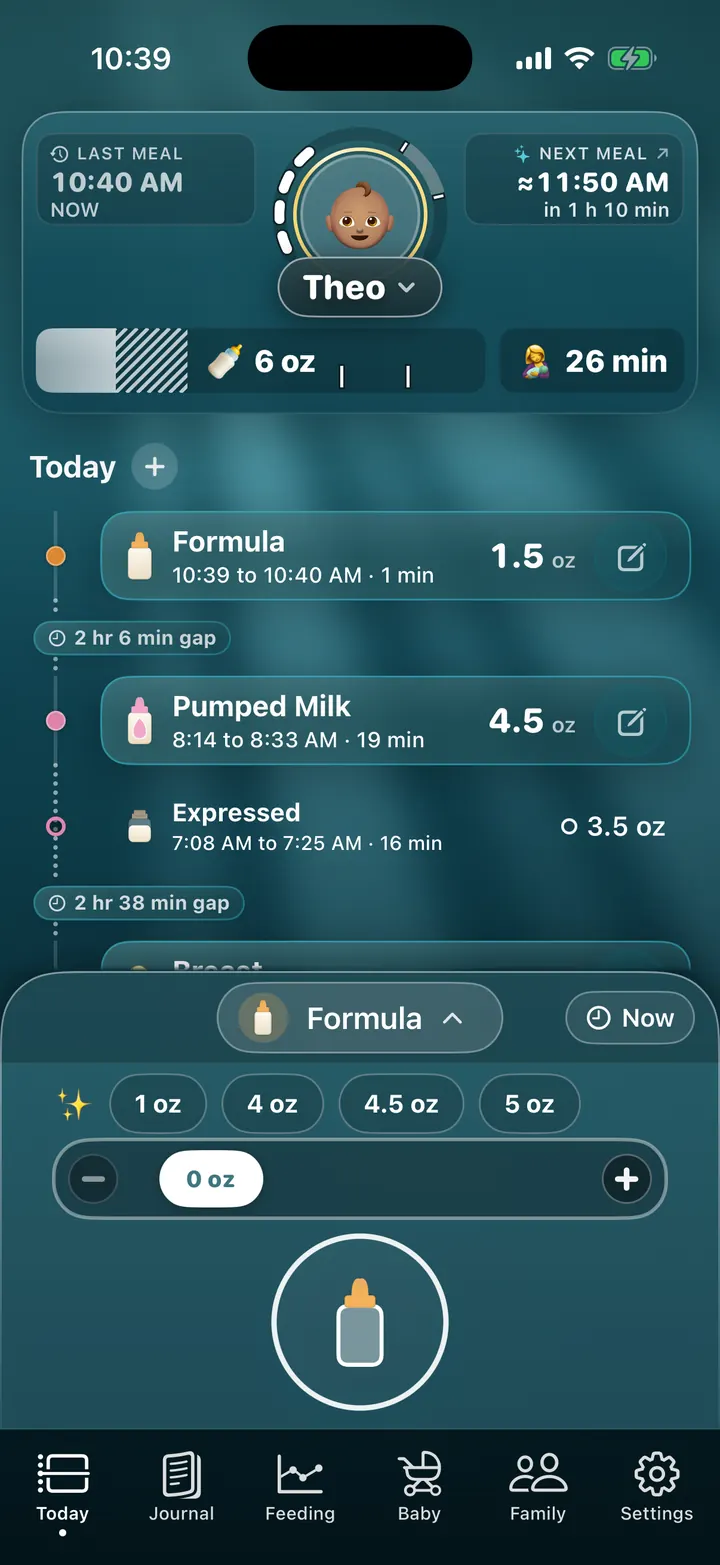 10:39
LAST MEAL
10:40 AM
NOW
NEXT MEAL
≈11:50 AM
in 1 h 10 min
Theo
6 oz
26 min
Today
Formula
10:39 to 10:40 AM · 1 min
1.5 oz
2 hr 6 min gap
Pumped Milk
8:14 to 8:33 AM · 19 min
4.5 oz
Expressed
7:08 AM to 7:25 AM · 16 min
3.5 oz
2 hr 38 min gap
Breast
Formula
Now
1 oz
4 oz
4.5 oz
5 oz
0 oz
Today
Journal
Feeding
Baby
Family
Settings